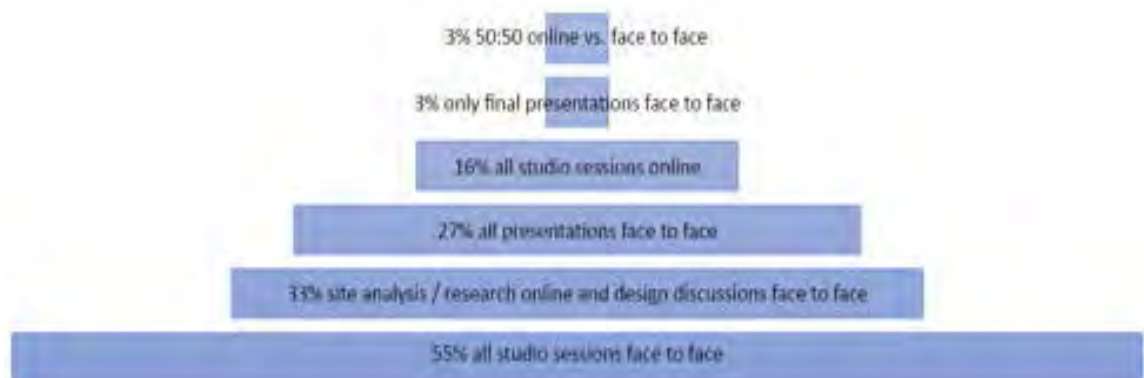 3% 50:50 online vs. face to face
3% only final presentations face to face
16% all studio sessions online
27% all presentations face to face
33% site analysis / research online and design discussions face to face
55% all studio sessions face to face